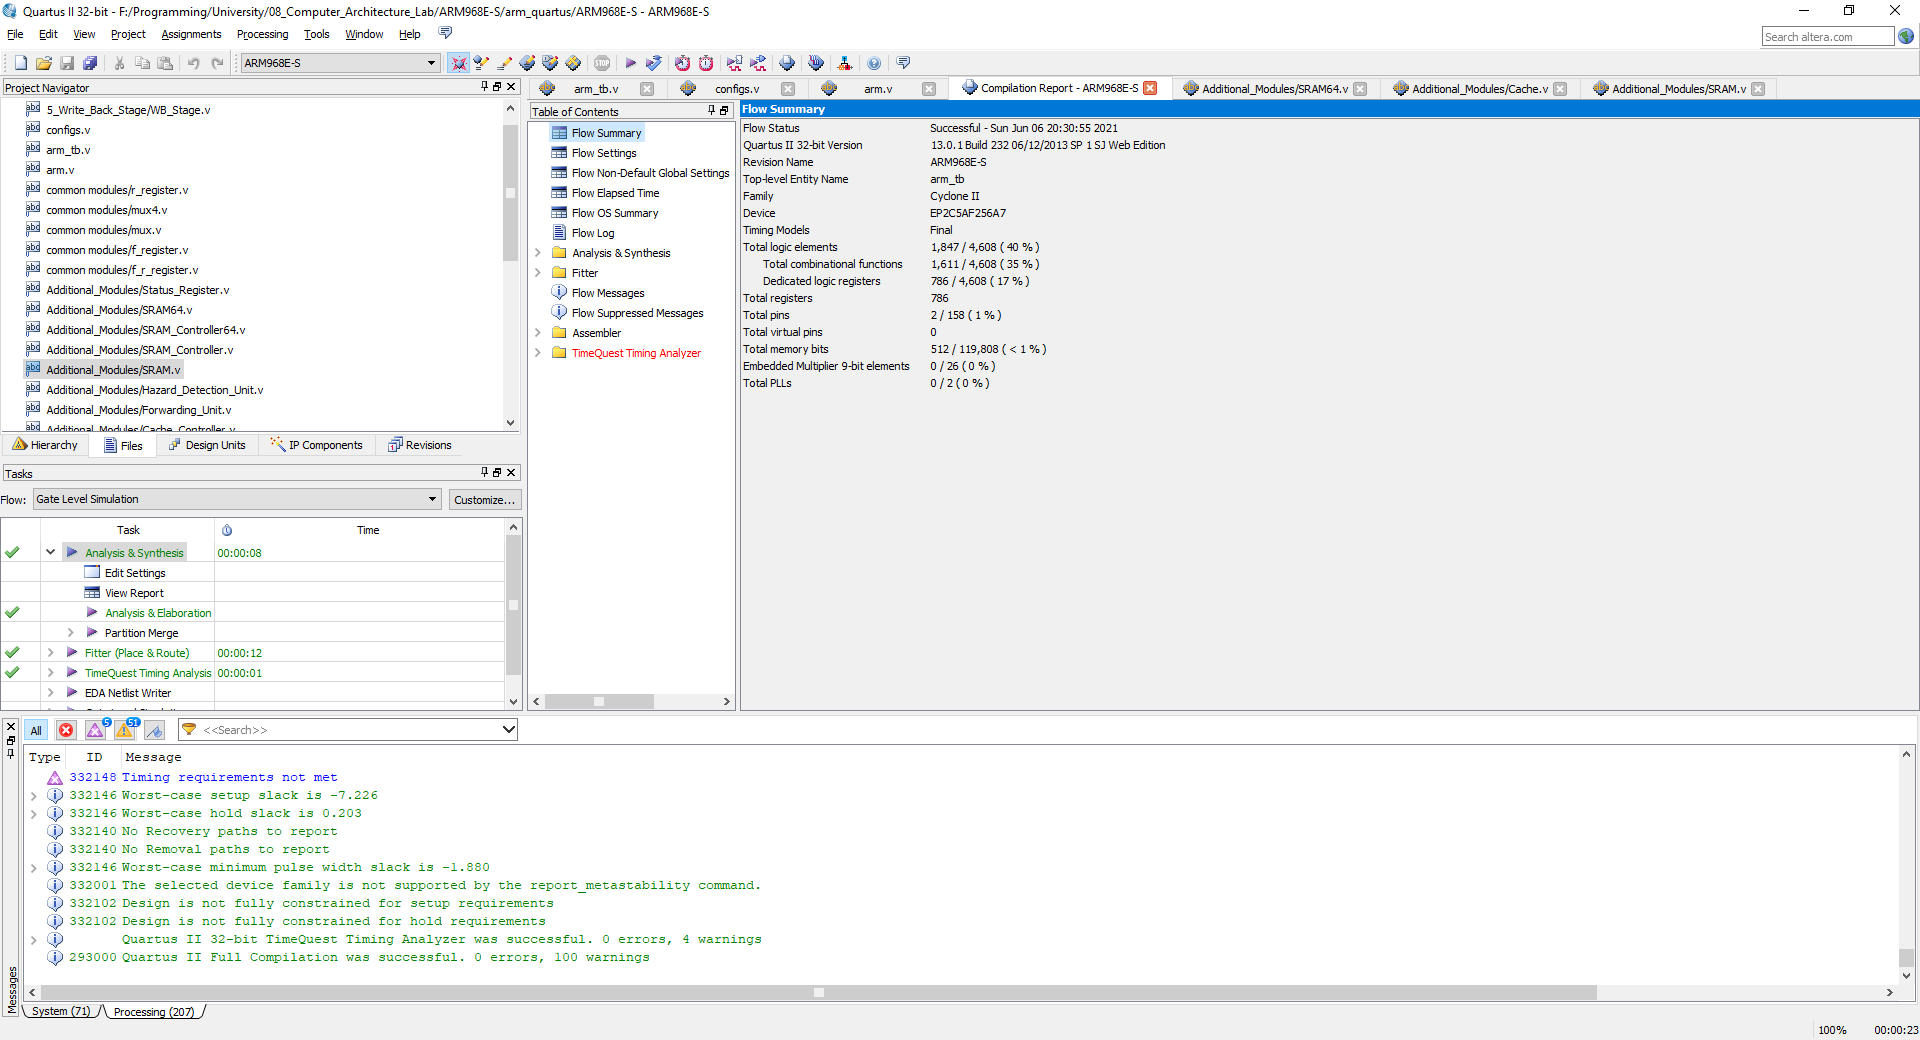 Quartus II 32-bit - F:/Programming/University/08_Computer_Architecture_Lab/ARM968E-S/arm_quartus/ARM968E-S - ARM968E-S
File Edit View Project Assignments Processing Tools Window Help
Search altera.com
ARM968E-S
STOP
Project Navigator
5_Write_Back_Stage/WB_Stage.v
configs.v
arm_tb.v
arm.v
common modules/r_register.v
common modules/mux4.v
common modules/mux.v
common modules/f_register.v
common modules/f_r_register.v
Additional_Modules/Status_Register.v
Additional_Modules/SRAM64.v
Additional_Modules/SRAM_Controller64.v
Additional_Modules/SRAM_Controller.v
Additional_Modules/SRAM.v
Additional_Modules/Hazard_Detection_Unit.v
Additional_Modules/Forwarding_Unit.v
Additional_Modules/Cache_Controller.v
Hierarchy Files Design Units IP Components Revisions
Tasks
Flow: Gate Level Simulation Customize...
Task Time
Analysis & Synthesis 00:00:08
Edit Settings
View Report
Analysis & Elaboration
Partition Merge
Fitter (Place & Route) 00:00:12
TimeQuest Timing Analysis 00:00:01
EDA Netlist Writer
arm_tb.v configs.v arm.v Compilation Report - ARM968E-S Additional_Modules/SRAM64.v Additional_Modules/Cache.v Additional_Modules/SRAM.v
Table of Contents
Flow Summary
Flow Settings
Flow Non-Default Global Settings
Flow Elapsed Time
Flow OS Summary
Flow Log
Analysis & Synthesis
Fitter
Flow Messages
Flow Suppressed Messages
Assembler
TimeQuest Timing Analyzer
Flow Summary
Flow Status Successful - Sun Jun 06 20:30:55 2021
Quartus II 32-bit Version 13.0.1 Build 232 06/12/2013 SP 1 SJ Web Edition
Revision Name ARM968E-S
Top-level Entity Name arm_tb
Family Cyclone II
Device EP2C5AF256A7
Timing Models Final
Total logic elements 1,847 / 4,608 ( 40 % )
Total combinational functions 1,611 / 4,608 ( 35 % )
Dedicated logic registers 786 / 4,608 ( 17 % )
Total registers 786
Total pins 2 / 158 ( 1 % )
Total virtual pins 0
Total memory bits 512 / 119,808 ( < 1 % )
Embedded Multiplier 9-bit elements 0 / 26 ( 0 % )
Total PLLs 0 / 2 ( 0 % )
All 5 51 <<Search>>
Type ID Message
332148 Timing requirements not met
332146 Worst-case setup slack is -7.226
332146 Worst-case hold slack is 0.203
332140 No Recovery paths to report
332140 No Removal paths to report
332146 Worst-case minimum pulse width slack is -1.880
332001 The selected device family is not supported by the report_metastability command.
332102 Design is not fully constrained for setup requirements
332102 Design is not fully constrained for hold requirements
Quartus II 32-bit TimeQuest Timing Analyzer was successful. 0 errors, 4 warnings
293000 Quartus II Full Compilation was successful. 0 errors, 100 warnings
Messages
System (71) Processing (207)
100% 00:00:23